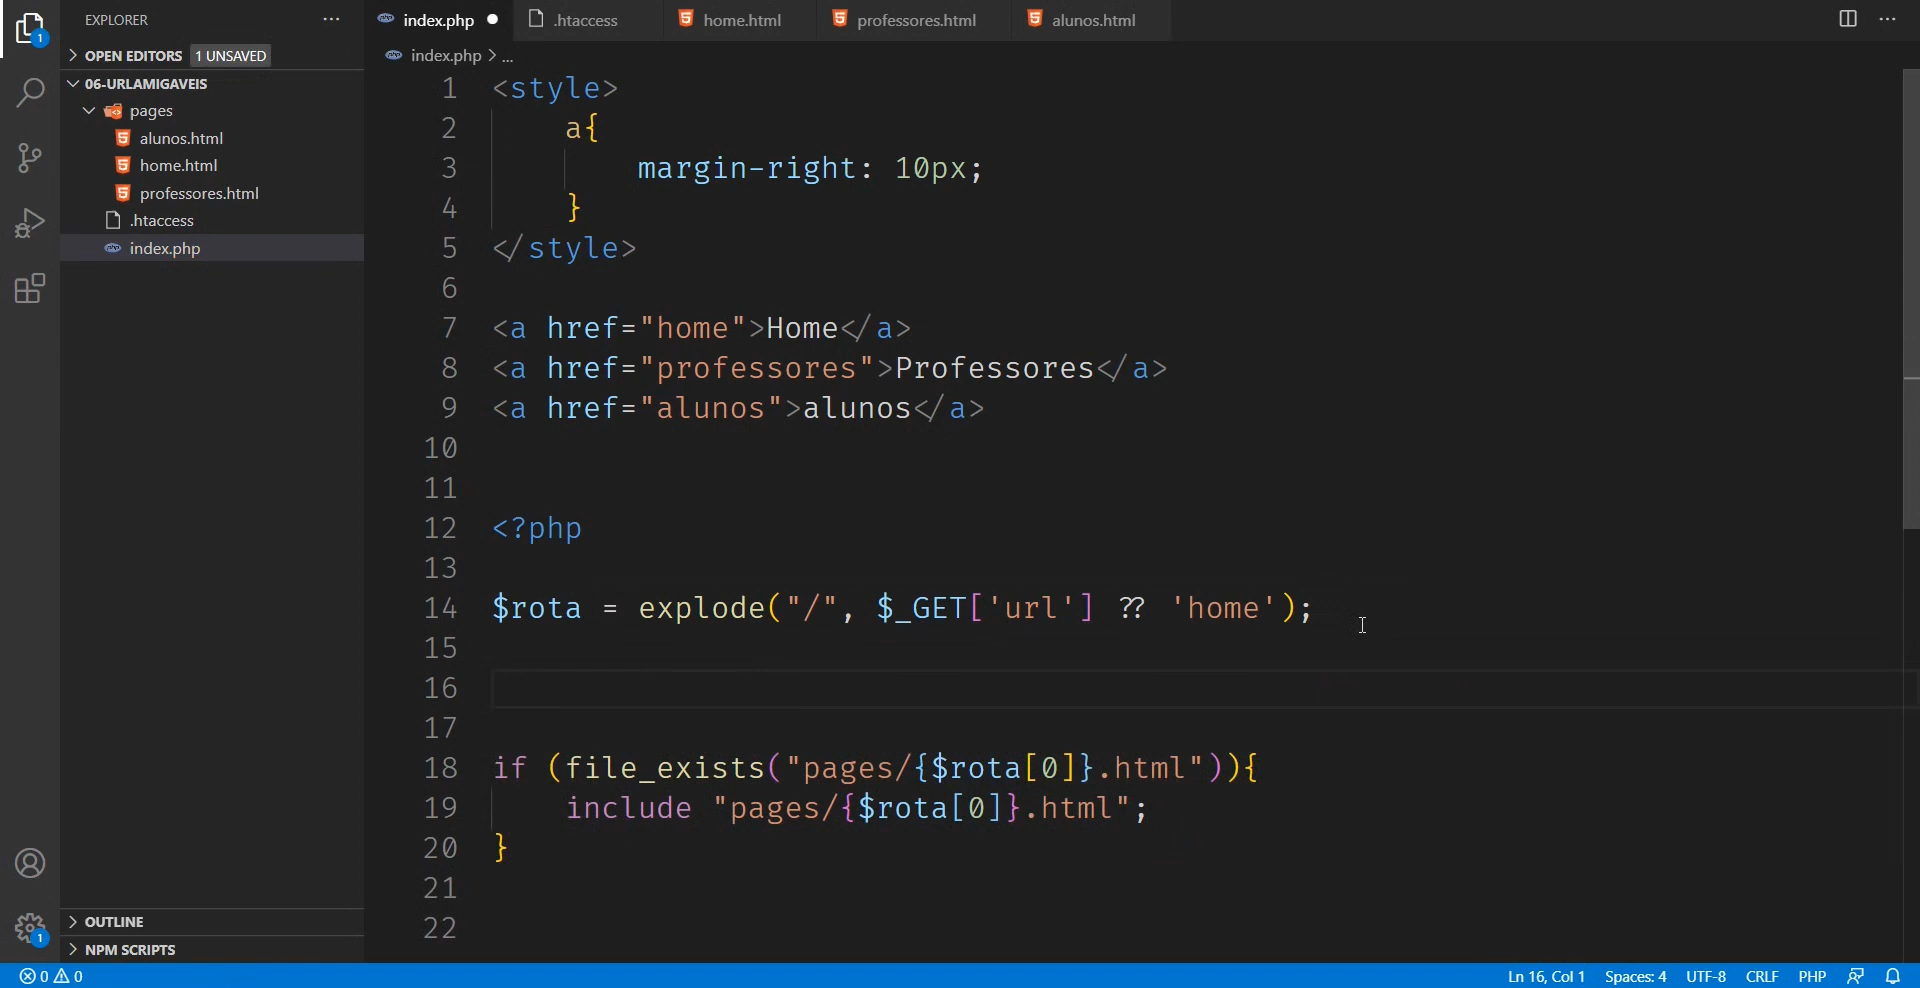 EXPLORER
OPEN EDITORS 1 UNSAVED
06-URLAMIGAVEIS
pages
alunos.html
home.html
professores.html
.htaccess
index.php
OUTLINE
NPM SCRIPTS
index.php .htaccess home.html professores.html alunos.html
index.php > ...
1 <style>
2 a{
3 margin-right: 10px;
4 }
5 </style>
6
7 <a href="home">Home</a>
8 <a href="professores">Professores</a>
9 <a href="alunos">alunos</a>
10
11
12 <?php
13
14 $rota = explode("/", $_GET['url'] ?? 'home');
15
16
17
18 if (file_exists("pages/{$rota[0]}.html")){
19 include "pages/{$rota[0]}.html";
20 }
21
22
1
1
0 0 Ln 16, Col 1 Spaces: 4 UTF-8 CRLF PHP